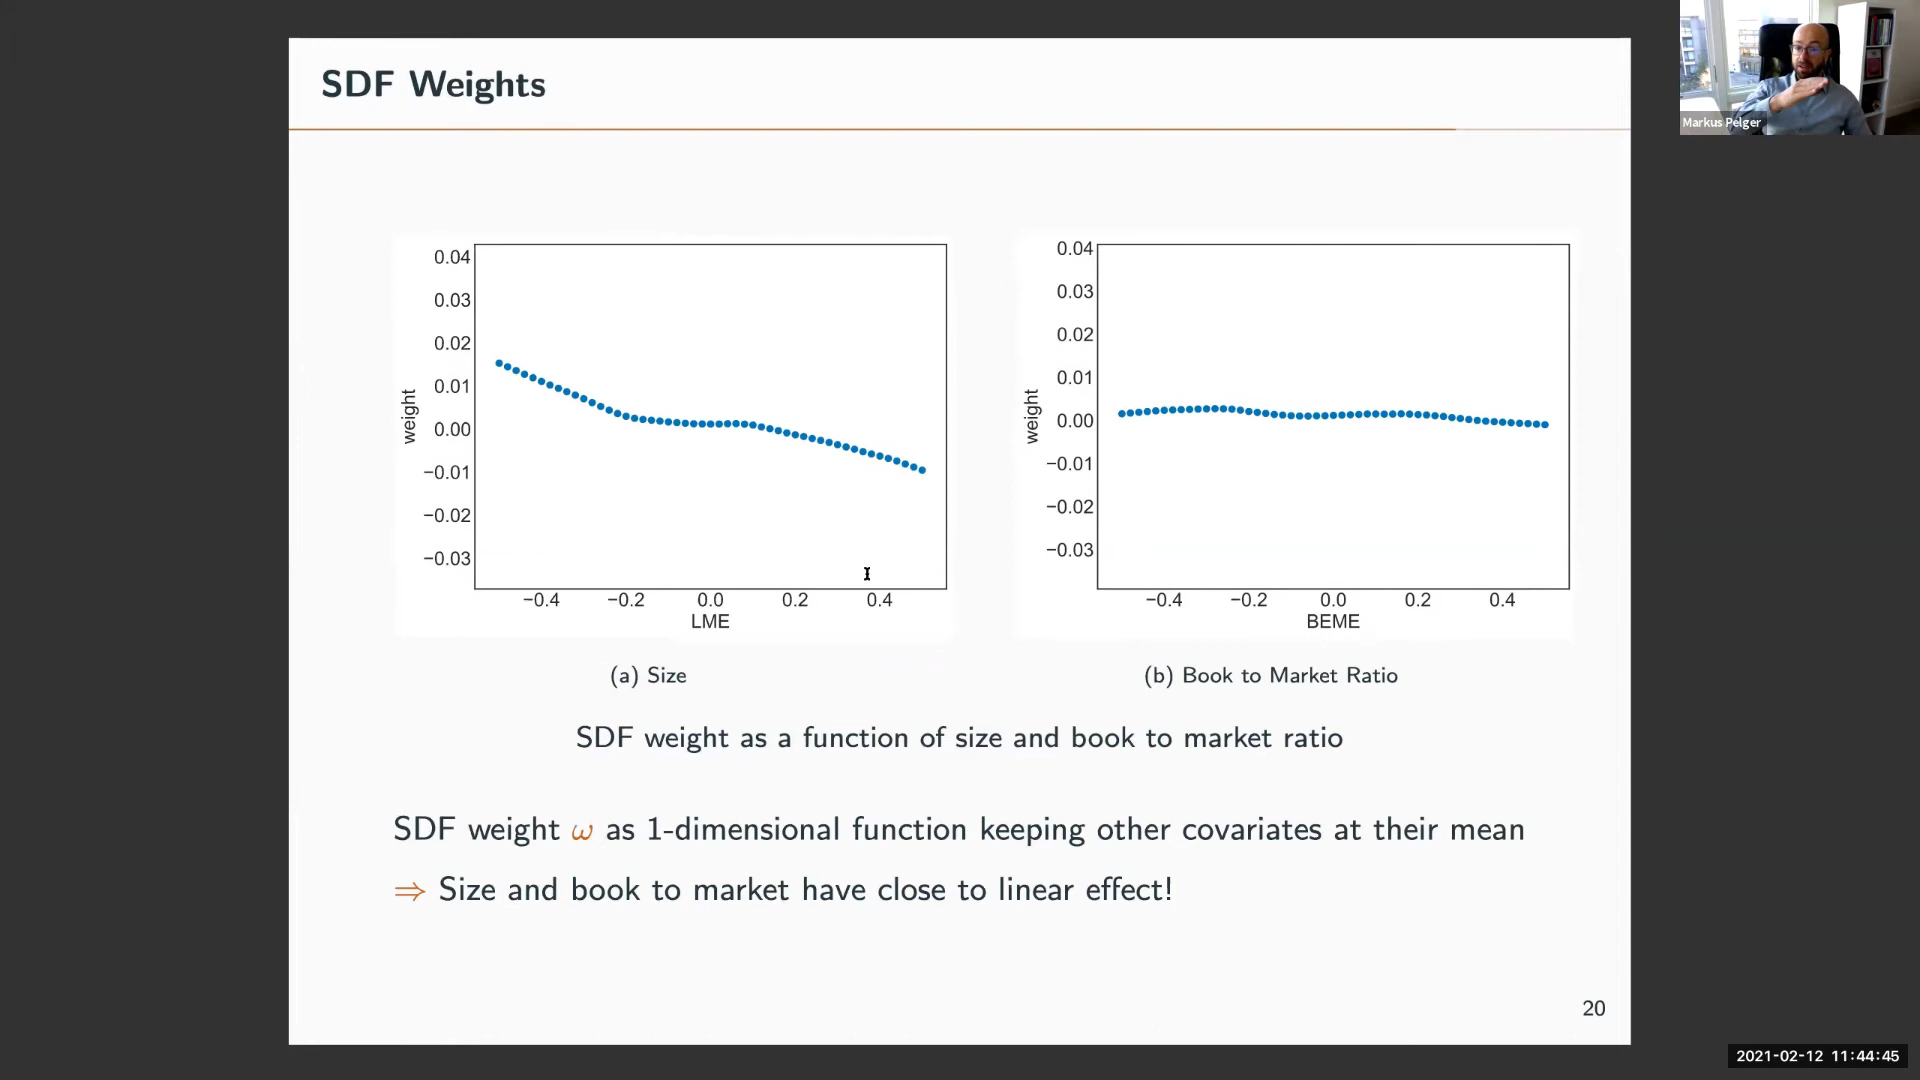 SDF Weights
Markus Pelger
0.04
0.03
0.02
0.01
0.00
−0.01
−0.02
−0.03
weight
−0.4 −0.2 0.0 0.2 0.4
LME
(a) Size
0.04
0.03
0.02
0.01
0.00
−0.01
−0.02
−0.03
weight
−0.4 −0.2 0.0 0.2 0.4
BEME
(b) Book to Market Ratio
SDF weight as a function of size and book to market ratio
SDF weight ω as 1-dimensional function keeping other covariates at their mean
⇒ Size and book to market have close to linear effect!
20
2021-02-12 11:44:45